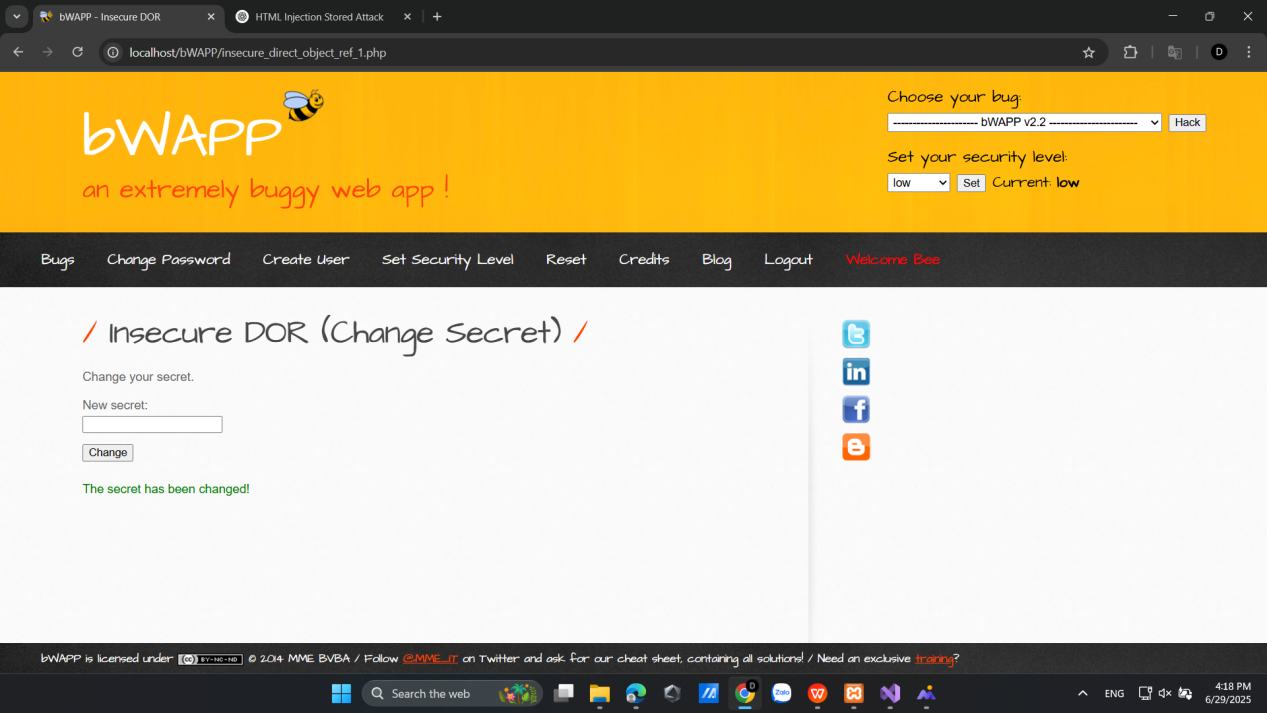 bWAPP - Insecure DOR
HTML Injection Stored Attack
localhost/bWAPP/insecure_direct_object_ref_1.php
D
bWAPP
an extremely buggy web app !
Choose your bug:
---------------------- bWAPP v2.2 -----------------------
Hack
Set your security level:
low Set Current: low
Bugs Change Password Create User Set Security Level Reset Credits Blog Logout Welcome Bee
/ Insecure DOR (Change Secret) /
Change your secret.
New secret:
Change
The secret has been changed!
bWAPP is licensed under (cc) BY-NC-ND © 2014 MME BVBA / Follow @MME_IT on Twitter and ask for our cheat sheet, containing all solutions! / Need an exclusive training?
Search the web
D
Zalo
ENG
4:18 PM
6/29/2025